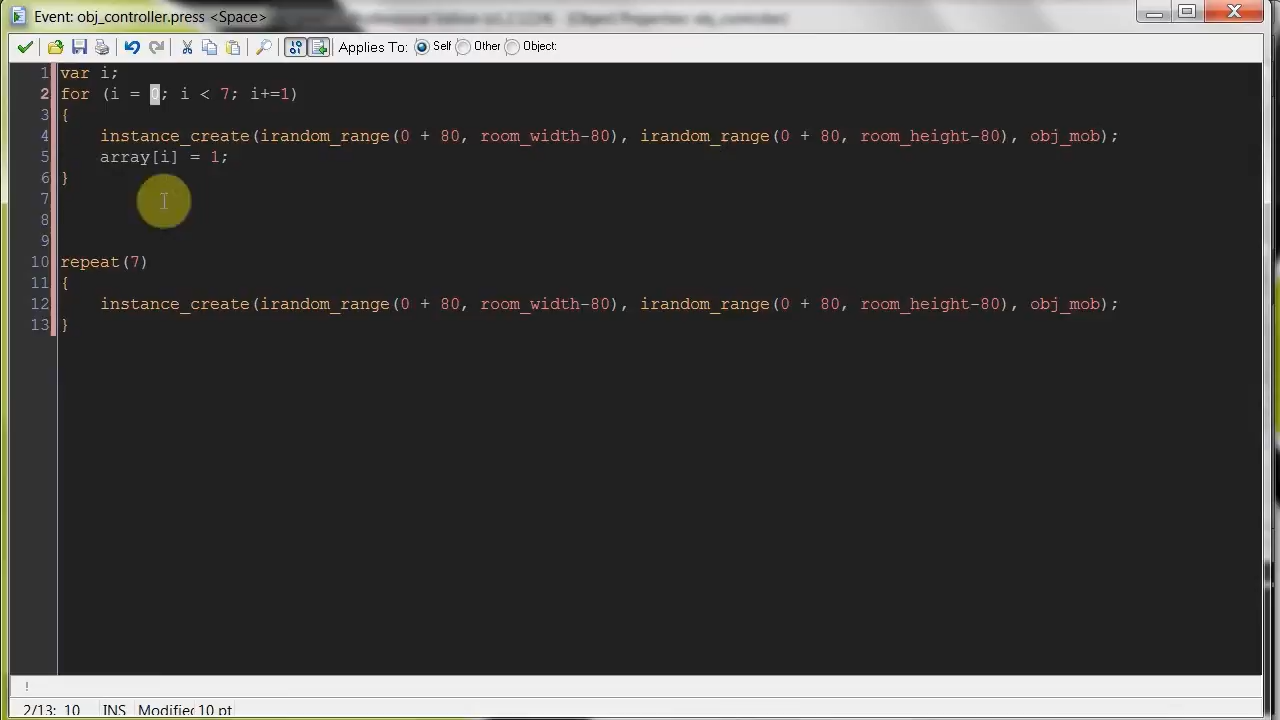 Event: obj_controller.press <Space>
Applies To: Self Other Object:
1 var i;
2 for (i = 0; i < 7; i+=1)
3 {
4 instance_create(irandom_range(0 + 80, room_width-80), irandom_range(0 + 80, room_height-80), obj_mob);
5 array[i] = 1;
6 }
7
8
9
10 repeat(7)
11 {
12 instance_create(irandom_range(0 + 80, room_width-80), irandom_range(0 + 80, room_height-80), obj_mob);
13 }
!
2/13: 10 INS Modified 10 pt